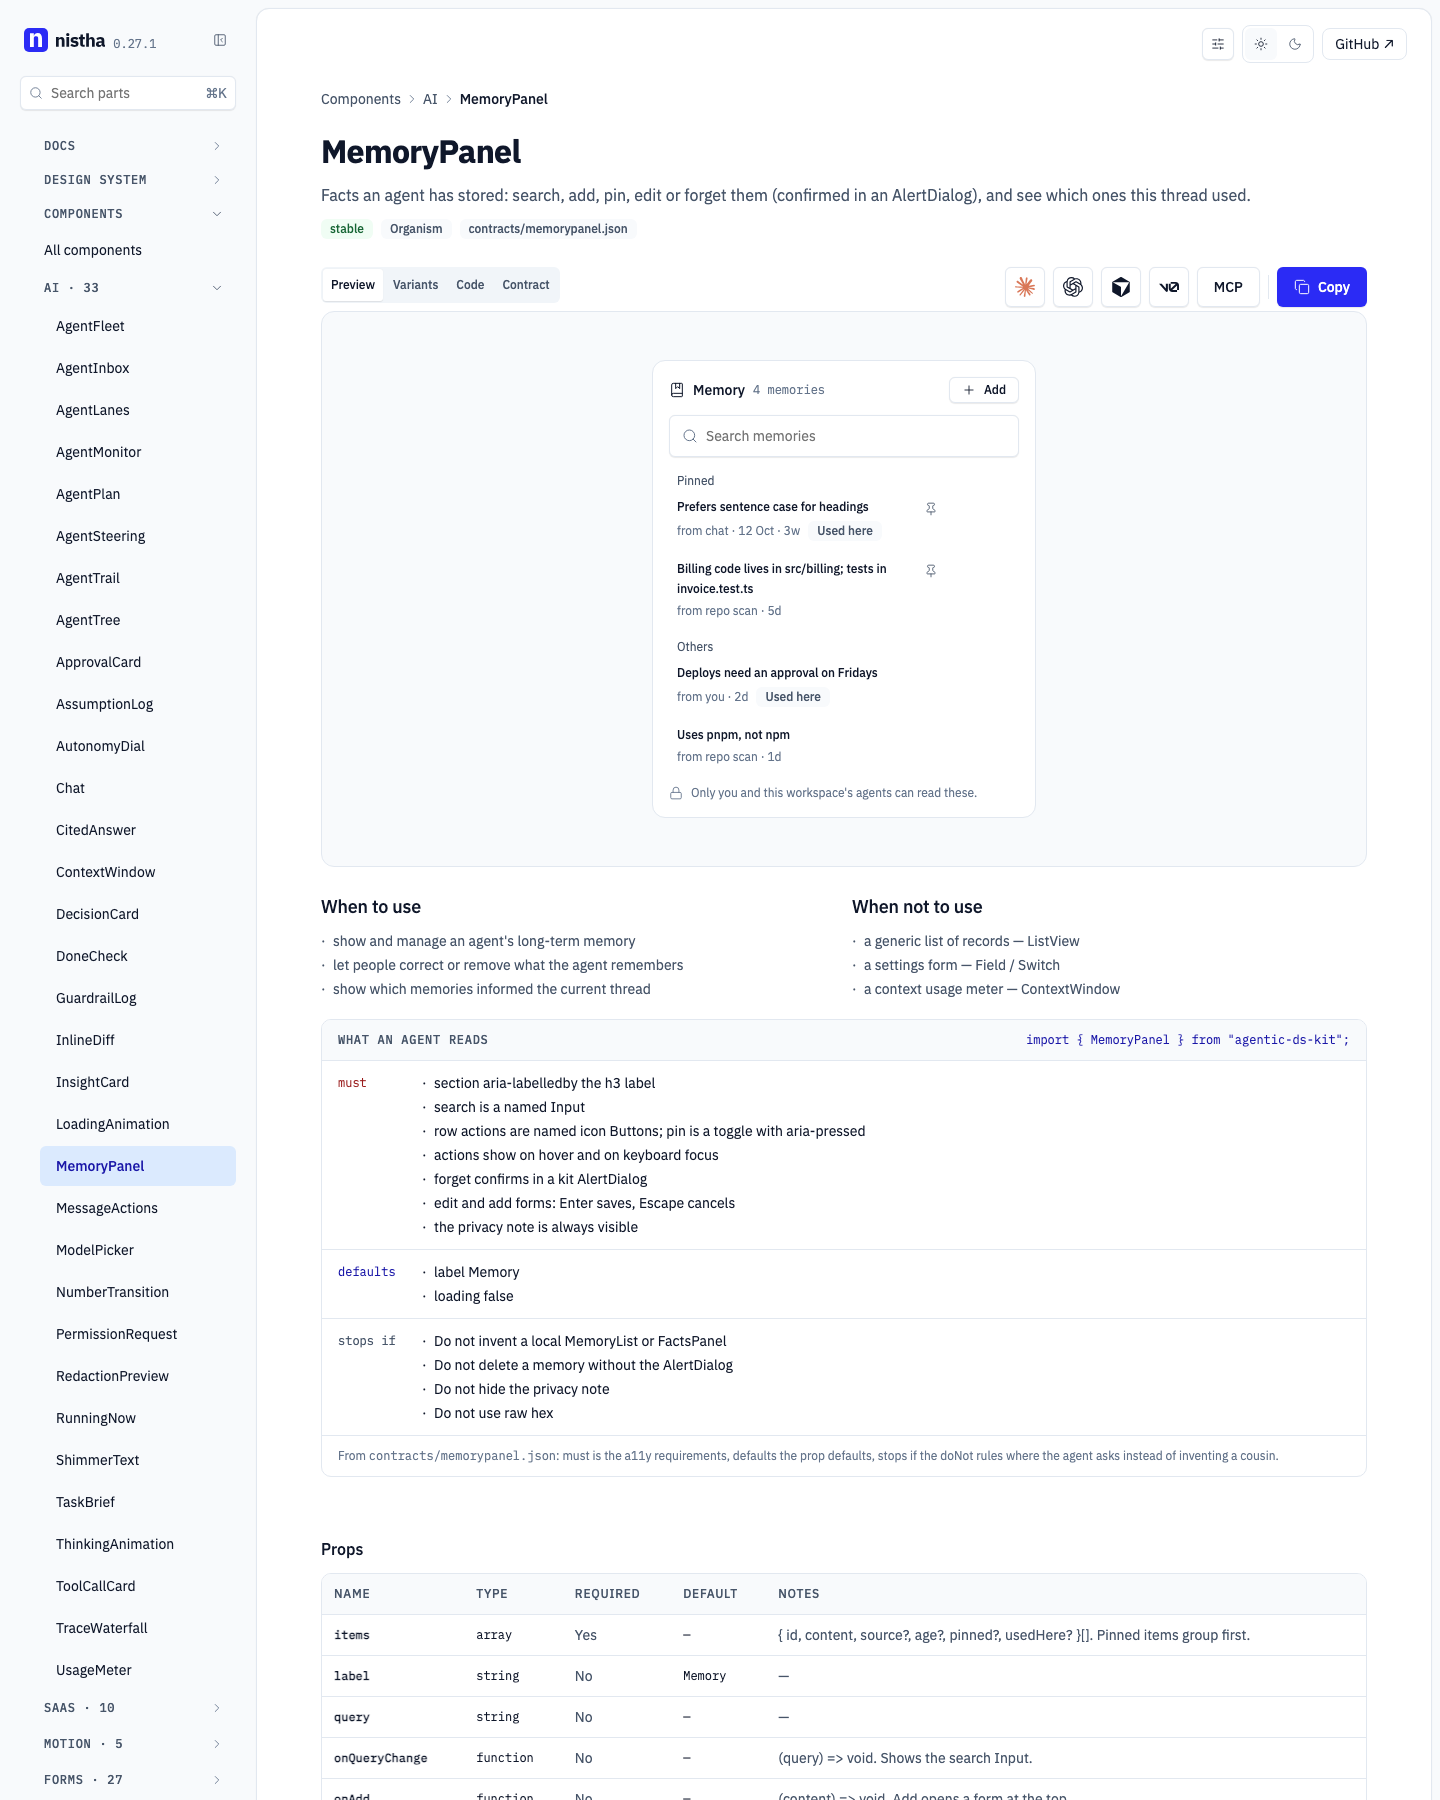 nistha 0.27.1
Search parts ⌘K
DOCS
DESIGN SYSTEM
COMPONENTS
All components
AI · 33
AgentFleet
AgentInbox
AgentLanes
AgentMonitor
AgentPlan
AgentSteering
AgentTrail
AgentTree
ApprovalCard
AssumptionLog
AutonomyDial
Chat
CitedAnswer
ContextWindow
DecisionCard
DoneCheck
GuardrailLog
InlineDiff
InsightCard
LoadingAnimation
MemoryPanel
MessageActions
ModelPicker
NumberTransition
PermissionRequest
RedactionPreview
RunningNow
ShimmerText
TaskBrief
ThinkingAnimation
ToolCallCard
TraceWaterfall
UsageMeter
SAAS · 10
MOTION · 5
FORMS · 27
GitHub ↗
Components > AI > MemoryPanel
MemoryPanel
Facts an agent has stored: search, add, pin, edit or forget them (confirmed in an AlertDialog), and see which ones this thread used.
stable Organism contracts/memorypanel.json
Preview Variants Code Contract
v0 MCP Copy
Memory 4 memories + Add
Search memories
Pinned
Prefers sentence case for headings
from chat · 12 Oct · 3w Used here
Billing code lives in src/billing; tests in
invoice.test.ts
from repo scan · 5d
Others
Deploys need an approval on Fridays
from you · 2d Used here
Uses pnpm, not npm
from repo scan · 1d
Only you and this workspace's agents can read these.
When to use
· show and manage an agent's long-term memory
· let people correct or remove what the agent remembers
· show which memories informed the current thread
When not to use
· a generic list of records — ListView
· a settings form — Field / Switch
· a context usage meter — ContextWindow
WHAT AN AGENT READS import { MemoryPanel } from "agentic-ds-kit";
must · section aria-labelledby the h3 label
· search is a named Input
· row actions are named icon Buttons; pin is a toggle with aria-pressed
· actions show on hover and on keyboard focus
· forget confirms in a kit AlertDialog
· edit and add forms: Enter saves, Escape cancels
· the privacy note is always visible
defaults · label Memory
· loading false
stops if · Do not invent a local MemoryList or FactsPanel
· Do not delete a memory without the AlertDialog
· Do not hide the privacy note
· Do not use raw hex
From contracts/memorypanel.json: must is the a11y requirements, defaults the prop defaults, stops if the doNot rules where the agent asks instead of inventing a cousin.
Props
NAME TYPE REQUIRED DEFAULT NOTES
items array Yes — { id, content, source?, age?, pinned?, usedHere? }[]. Pinned items group first.
label string No Memory —
query string No — —
onQueryChange function No — (query) => void. Shows the search Input.
onAdd function No — (content) => void. Add opens a form at the top.